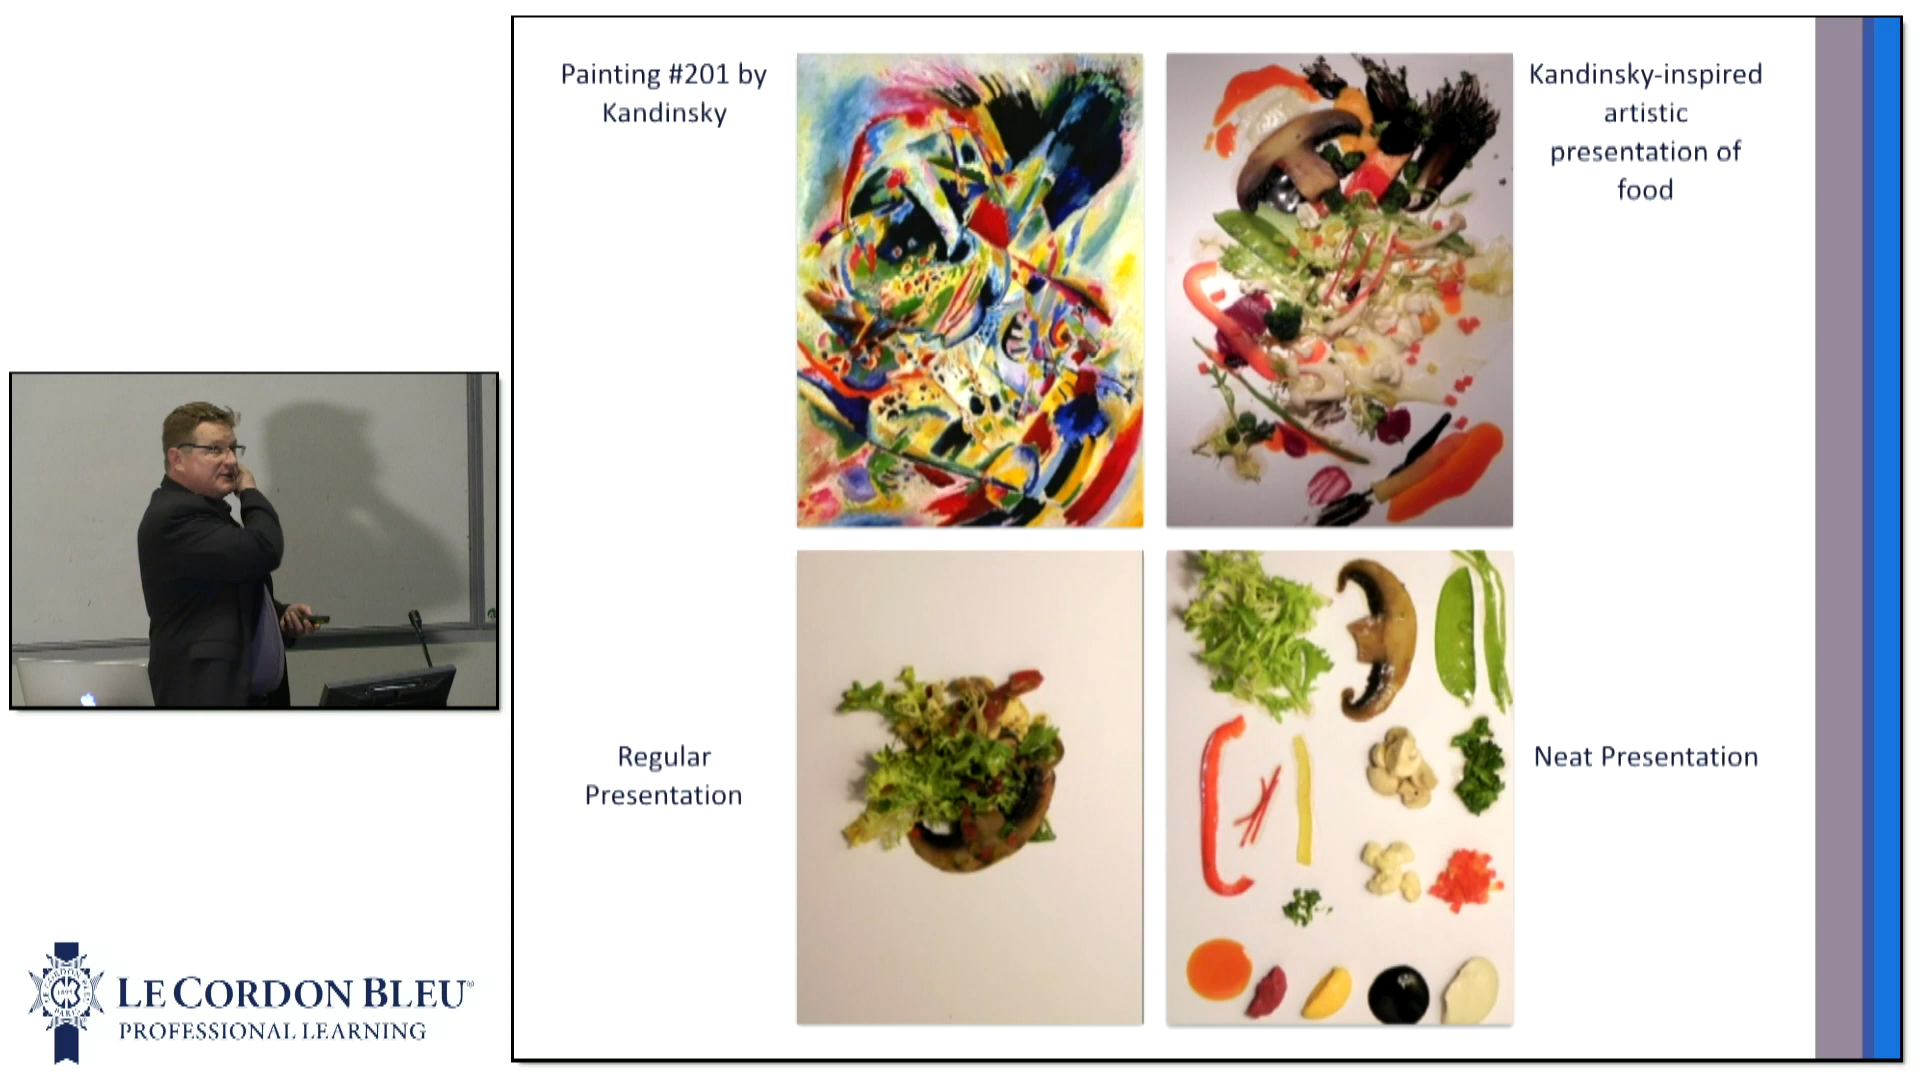 Painting #201 by
Kandinsky
Kandinsky-inspired
artistic
presentation of
food
Regular
Presentation
Neat Presentation
LE CORDON BLEU®
PROFESSIONAL LEARNING